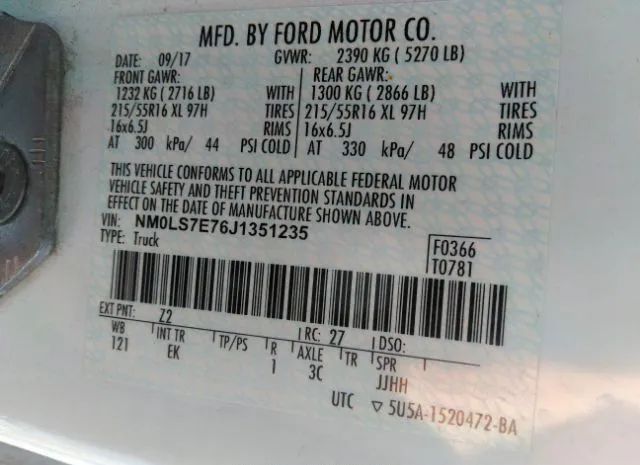 MFD. BY FORD MOTOR CO.
DATE: 09/17 GVWR: 2390 KG ( 5270 LB)
FRONT GAWR: REAR GAWR:
1232 KG ( 2716 LB) WITH 1300 KG ( 2866 LB) WITH
215/55R16 XL 97H TIRES 215/55R16 XL 97H TIRES
16x6.5J RIMS 16x6.5J RIMS
AT 300 kPa/ 44 PSI COLD AT 330 kPa/ 48 PSI COLD
THIS VEHICLE CONFORMS TO ALL APPLICABLE FEDERAL MOTOR
VEHICLE SAFETY AND THEFT PREVENTION STANDARDS IN
EFFECT ON THE DATE OF MANUFACTURE SHOWN ABOVE.
VIN: NM0LS7E76J1351235
TYPE: Truck
F0366
T0781
EXT PNT: Z2 RC: 27 DSO:
WB INT TR TP/PS R AXLE TR SPR
121 EK 1 3C JJHH
UTC ▽ 5U5A-1520472-BA